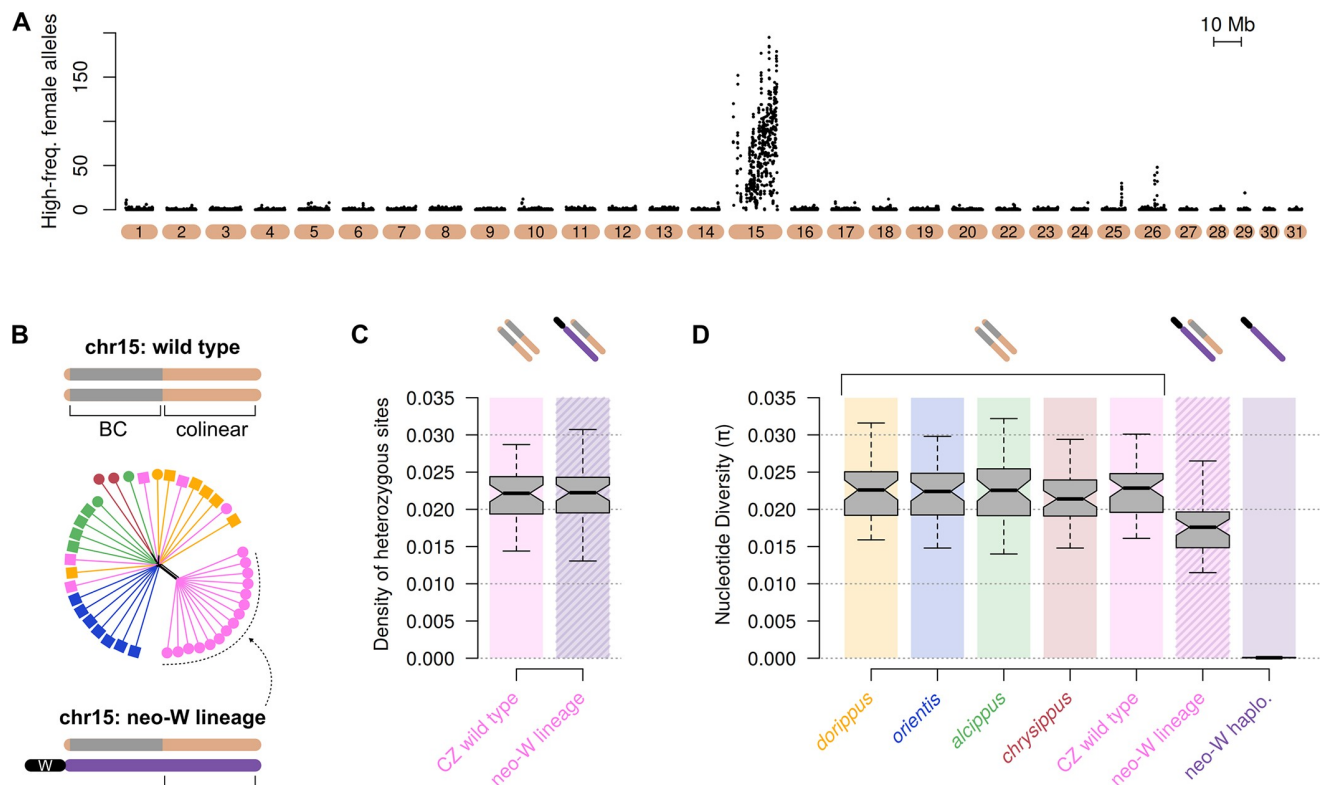 A
High-freq. female alleles
150
50
0
10 Mb
1 2 3 4 5 6 7 8 9 10 11 12 13 14 15 16 17 18 19 20 22 23 24 25 26 27 28 29 30 31
B
chr15: wild type
BC
colinear
chr15: neo-W lineage
W
C
Density of heterozygous sites
0.035
0.030
0.025
0.020
0.015
0.010
0.005
0.000
CZ wild type
neo-W lineage
D
Nucleotide Diversity (π)
0.035
0.030
0.025
0.020
0.015
0.010
0.005
0.000
dorippus
orientis
alcippus
chrysippus
CZ wild type
neo-W lineage
neo-W haplo.